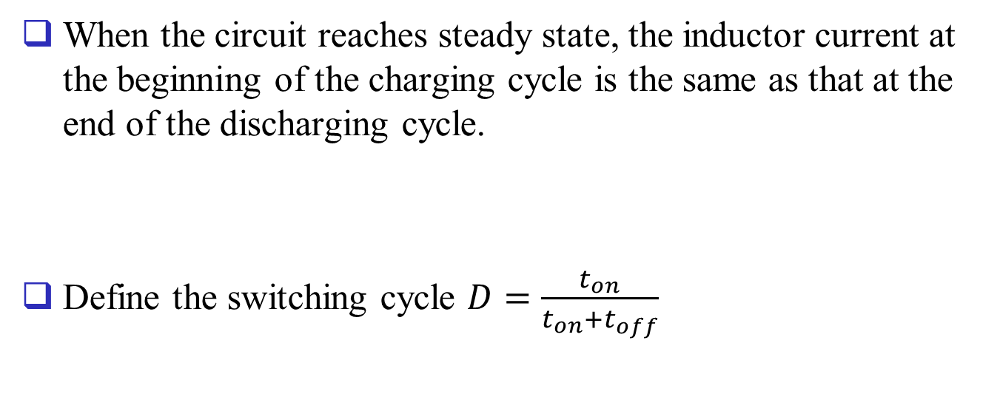 ❑ When the circuit reaches steady state, the inductor current at
the beginning of the charging cycle is the same as that at the
end of the discharging cycle.
❑ Define the switching cycle $D = \frac{t_{on}}{t_{on}+t_{off}}$